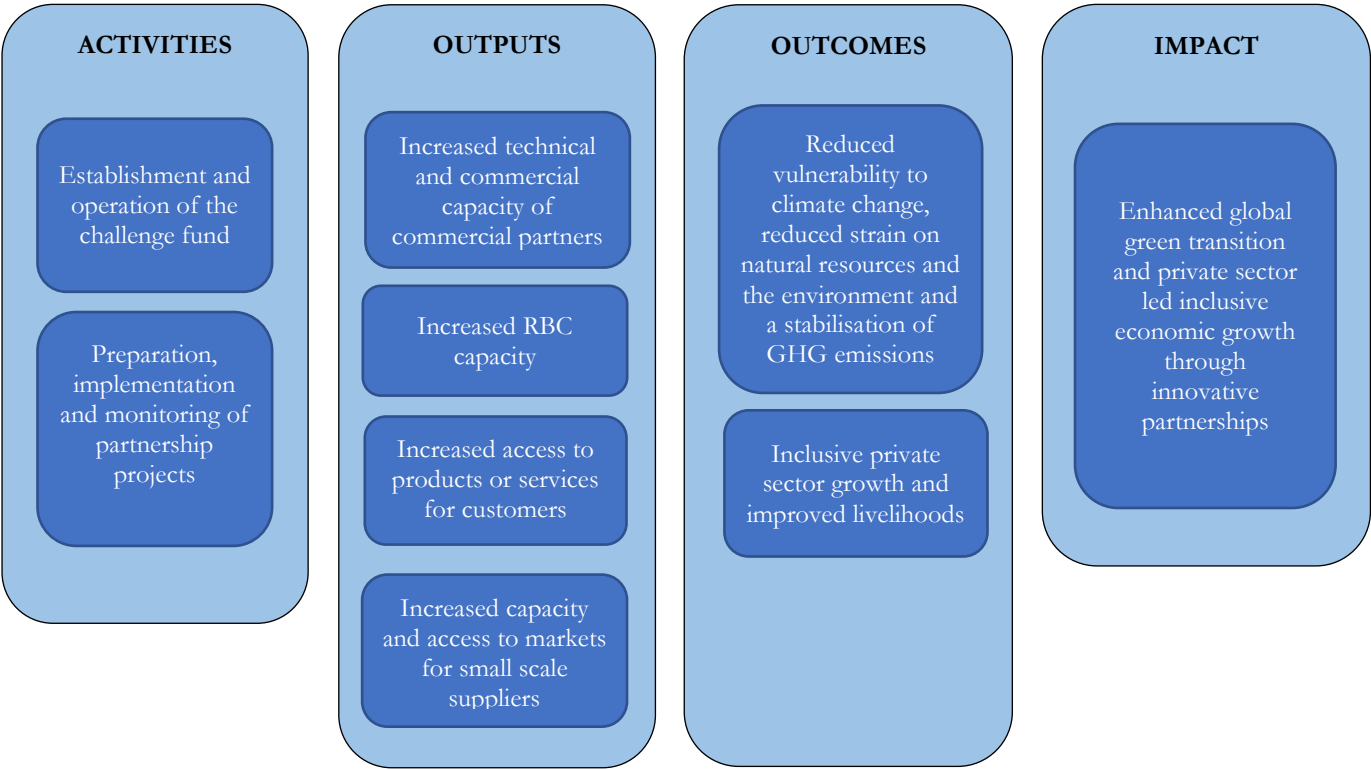 ACTIVITIES
Establishment and
operation of the
challenge fund
Preparation,
implementation
and monitoring of
partnership
projects
OUTPUTS
Increased technical
and commercial
capacity of
commercial partners
Increased RBC
capacity
Increased access to
products or services
for customers
Increased capacity
and access to markets
for small scale
suppliers
OUTCOMES
Reduced
vulnerability to
climate change,
reduced strain on
natural resources and
the environment and
a stabilisation of
GHG emissions
Inclusive private
sector growth and
improved livelihoods
IMPACT
Enhanced global
green transition
and private sector
led inclusive
economic growth
through
innovative
partnerships